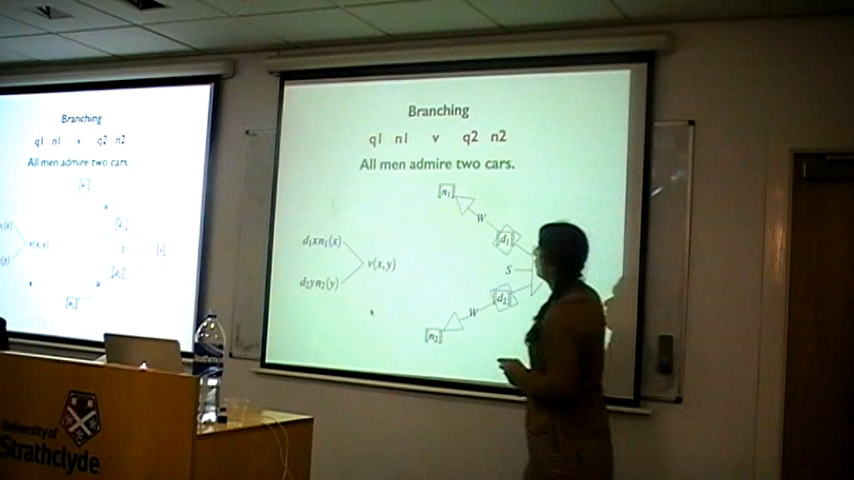 Branching
q1 n1 v q2 n2
All men admire two cars.
[n₁]
W
[d₁]
d₁xn₁(x)
v(x,y)
S
d₂yn₂(y)
[d₂]
W
[n₂]
Branching
q1 n1 v q2 n2
All men admire two cars.
v(x,y)
University of
Strathclyde